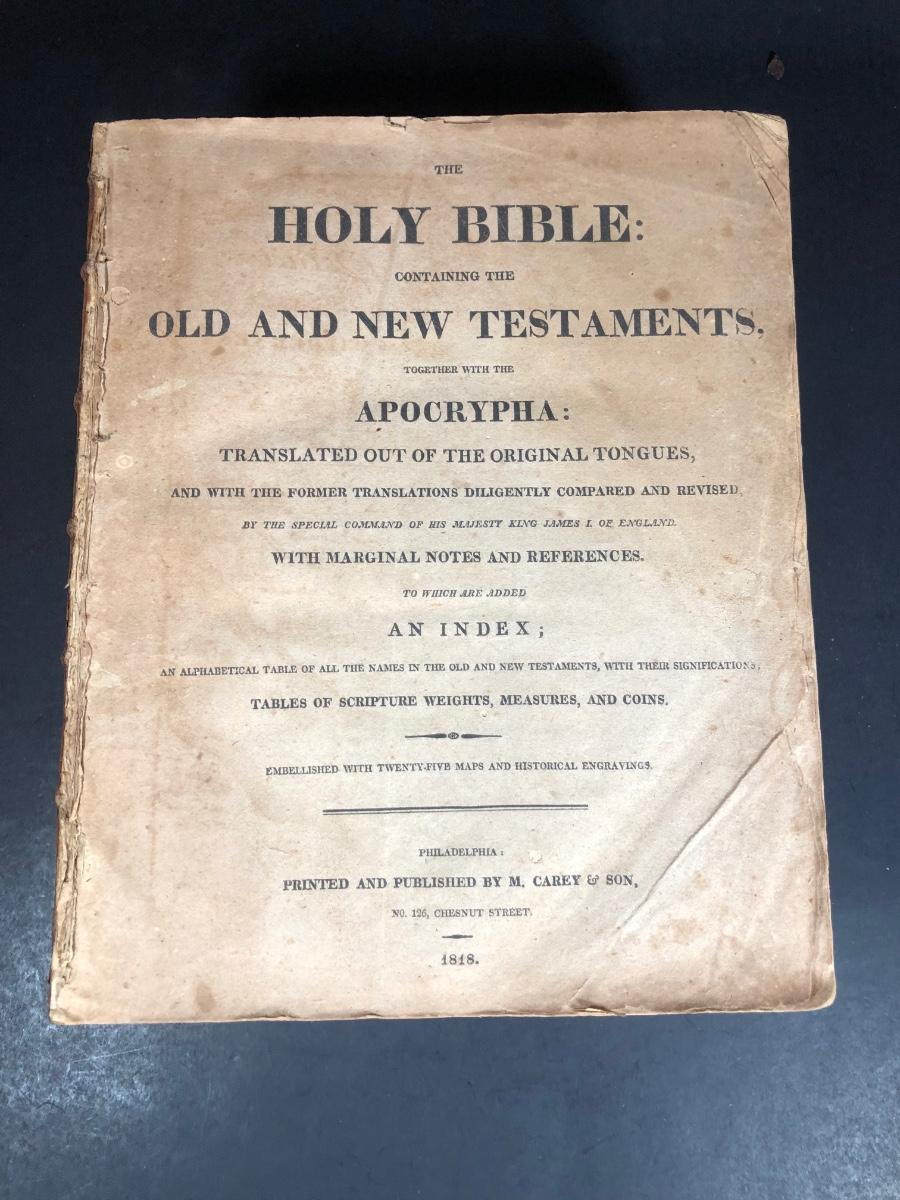 THE
HOLY BIBLE:
CONTAINING THE
OLD AND NEW TESTAMENTS,
TOGETHER WITH THE
APOCRYPHA:
TRANSLATED OUT OF THE ORIGINAL TONGUES,
AND WITH THE FORMER TRANSLATIONS DILIGENTLY COMPARED AND REVISED,
BY THE SPECIAL COMMAND OF HIS MAJESTY KING JAMES I. OF ENGLAND.
WITH MARGINAL NOTES AND REFERENCES.
TO WHICH ARE ADDED
AN INDEX;
AN ALPHABETICAL TABLE OF ALL THE NAMES IN THE OLD AND NEW TESTAMENTS, WITH THEIR SIGNIFICATIONS;
TABLES OF SCRIPTURE WEIGHTS, MEASURES, AND COINS.
EMBELLISHED WITH TWENTY-FIVE MAPS AND HISTORICAL ENGRAVINGS.
PHILADELPHIA:
PRINTED AND PUBLISHED BY M. CAREY & SON,
NO. 126, CHESNUT STREET.
1818.